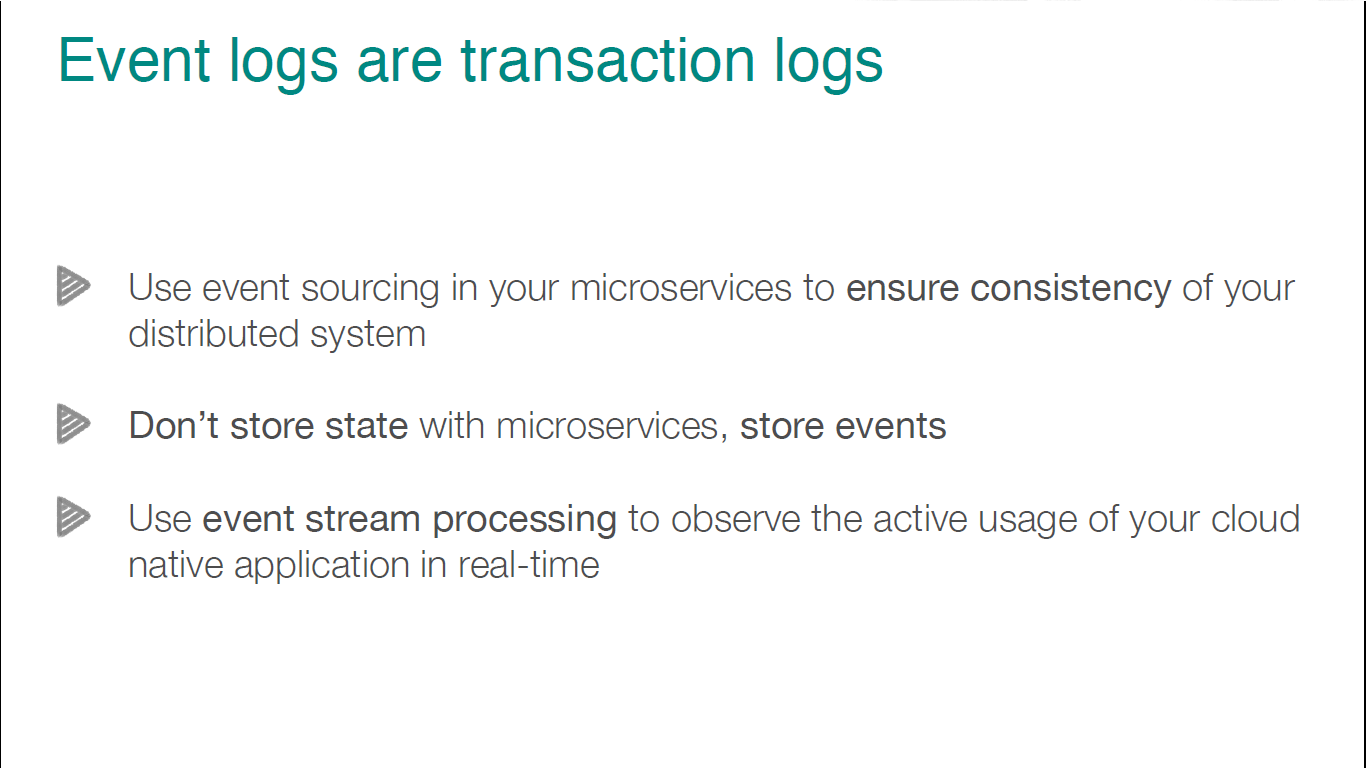 Event logs are transaction logs
Use event sourcing in your microservices to ensure consistency of your
distributed system
Don’t store state with microservices, store events
Use event stream processing to observe the active usage of your cloud
native application in real-time